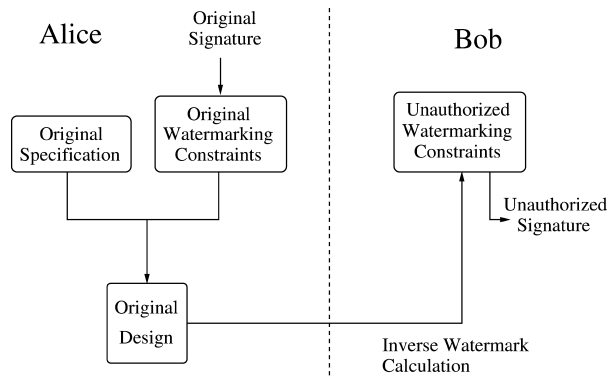 Alice
Original
Signature
Bob
Original
Specification
Original
Watermarking
Constraints
Unauthorized
Watermarking
Constraints
Unauthorized
Signature
Original
Design
Inverse Watermark
Calculation